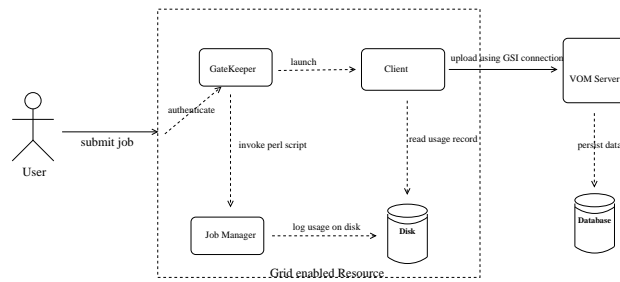 GateKeeper
launch
Client
upload using GSI connection
VOM Server
authenticate
submit job
User
invoke perl script
read usage record
persist data
Job Manager
log usage on disk
Disk
Database
Grid enabled Resource